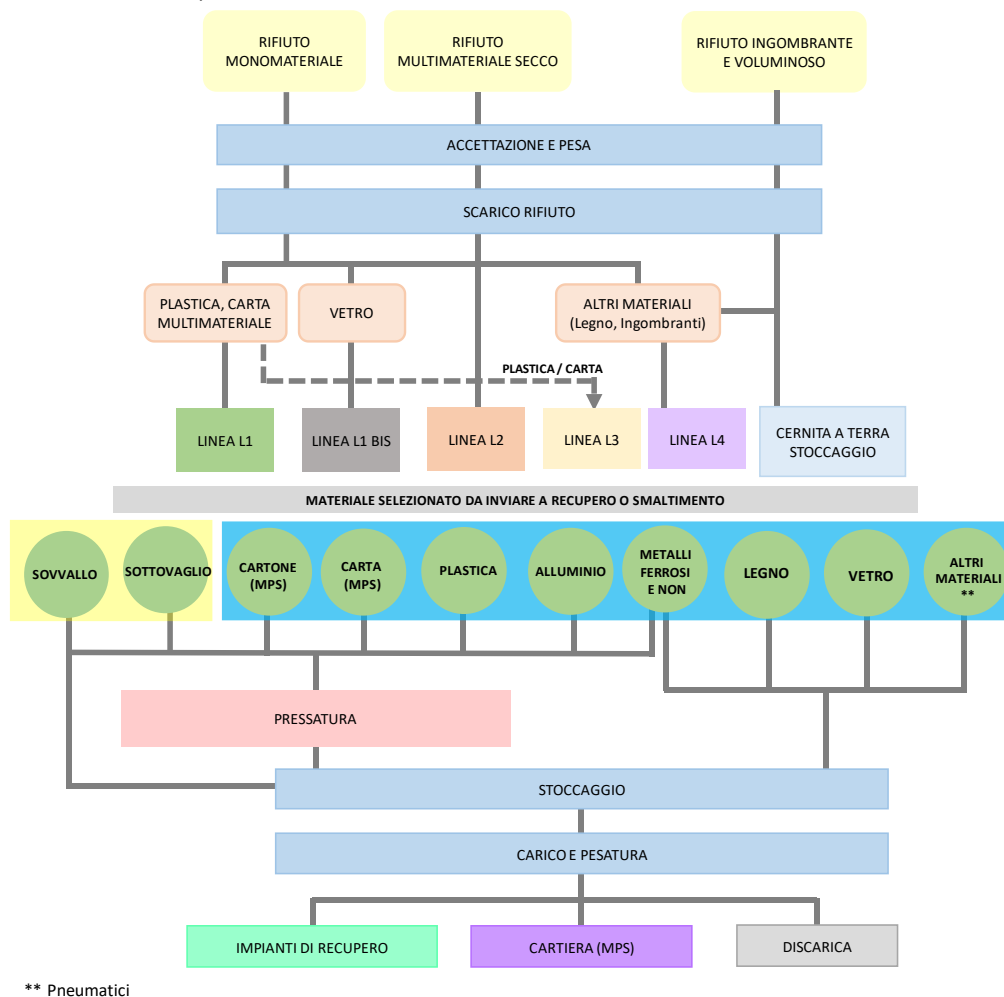 RIFIUTO
MONOMATERIALE
RIFIUTO
MULTIMATERIALE SECCO
RIFIUTO INGOMBRANTE
E VOLUMINOSO
ACCETTAZIONE E PESA
SCARICO RIFIUTO
PLASTICA, CARTA
MULTIMATERIALE
VETRO
ALTRI MATERIALI
(Legno, Ingombranti)
PLASTICA / CARTA
LINEA L1
LINEA L1 BIS
LINEA L2
LINEA L3
LINEA L4
CERNITA A TERRA
STOCCAGGIO
MATERIALE SELEZIONATO DA INVIARE A RECUPERO O SMALTIMENTO
SOVVALLO
SOTTOVAGLIO
CARTONE
(MPS)
CARTA
(MPS)
PLASTICA
ALLUMINIO
METALLI
FERROSI
E NON
LEGNO
VETRO
ALTRI
MATERIALI
**
PRESSATURA
STOCCAGGIO
CARICO E PESATURA
IMPIANTI DI RECUPERO
CARTIERA (MPS)
DISCARICA
** Pneumatici